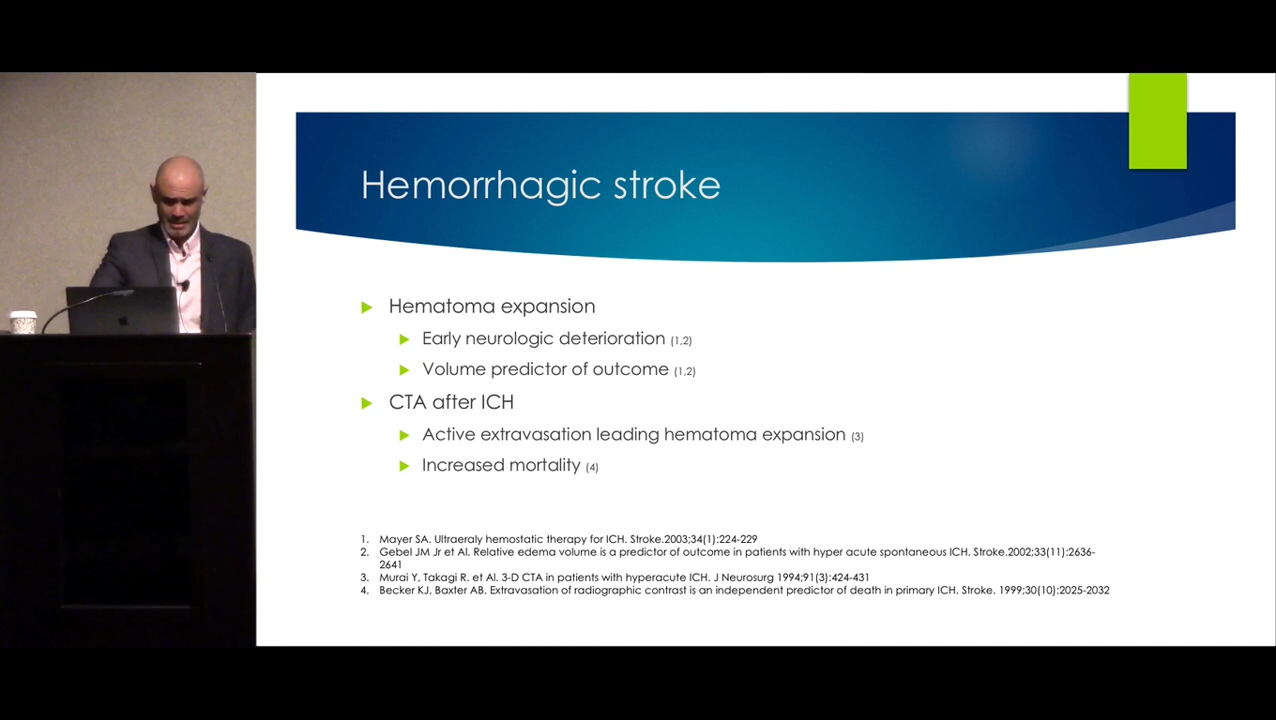 Hemorrhagic stroke
Hematoma expansion
Early neurologic deterioration (1,2)
Volume predictor of outcome (1,2)
CTA after ICH
Active extravasation leading hematoma expansion (3)
Increased mortality (4)
1. Mayer SA. Ultraeraly hemostatic therapy for ICH. Stroke.2003;34(1):224-229
2. Gebel JM Jr et Al. Relative edema volume is a predictor of outcome in patients with hyper acute spontaneous ICH. Stroke.2002;33(11):2636-
2641
3. Murai Y, Takagi R. et Al. 3-D CTA in patients with hyperacute ICH. J Neurosurg 1994;91(3):424-431
4. Becker KJ, Baxter AB. Extravasation of radiographic contrast is an independent predictor of death in primary ICH. Stroke. 1999;30(10):2025-2032